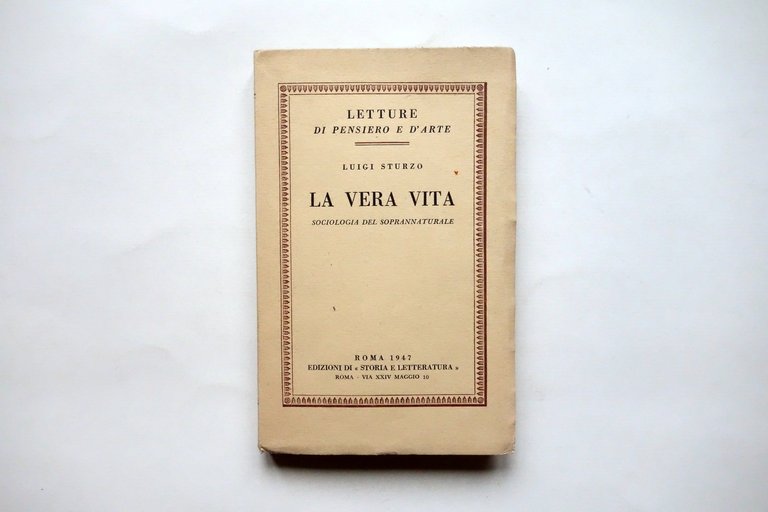 LETTURE
DI PENSIERO E D'ARTE
LUIGI STURZO
LA VERA VITA
SOCIOLOGIA DEL SOPRANNATURALE
ROMA 1947
EDIZIONI DI « STORIA E LETTERATURA »
ROMA - VIA XXIV MAGGIO 10